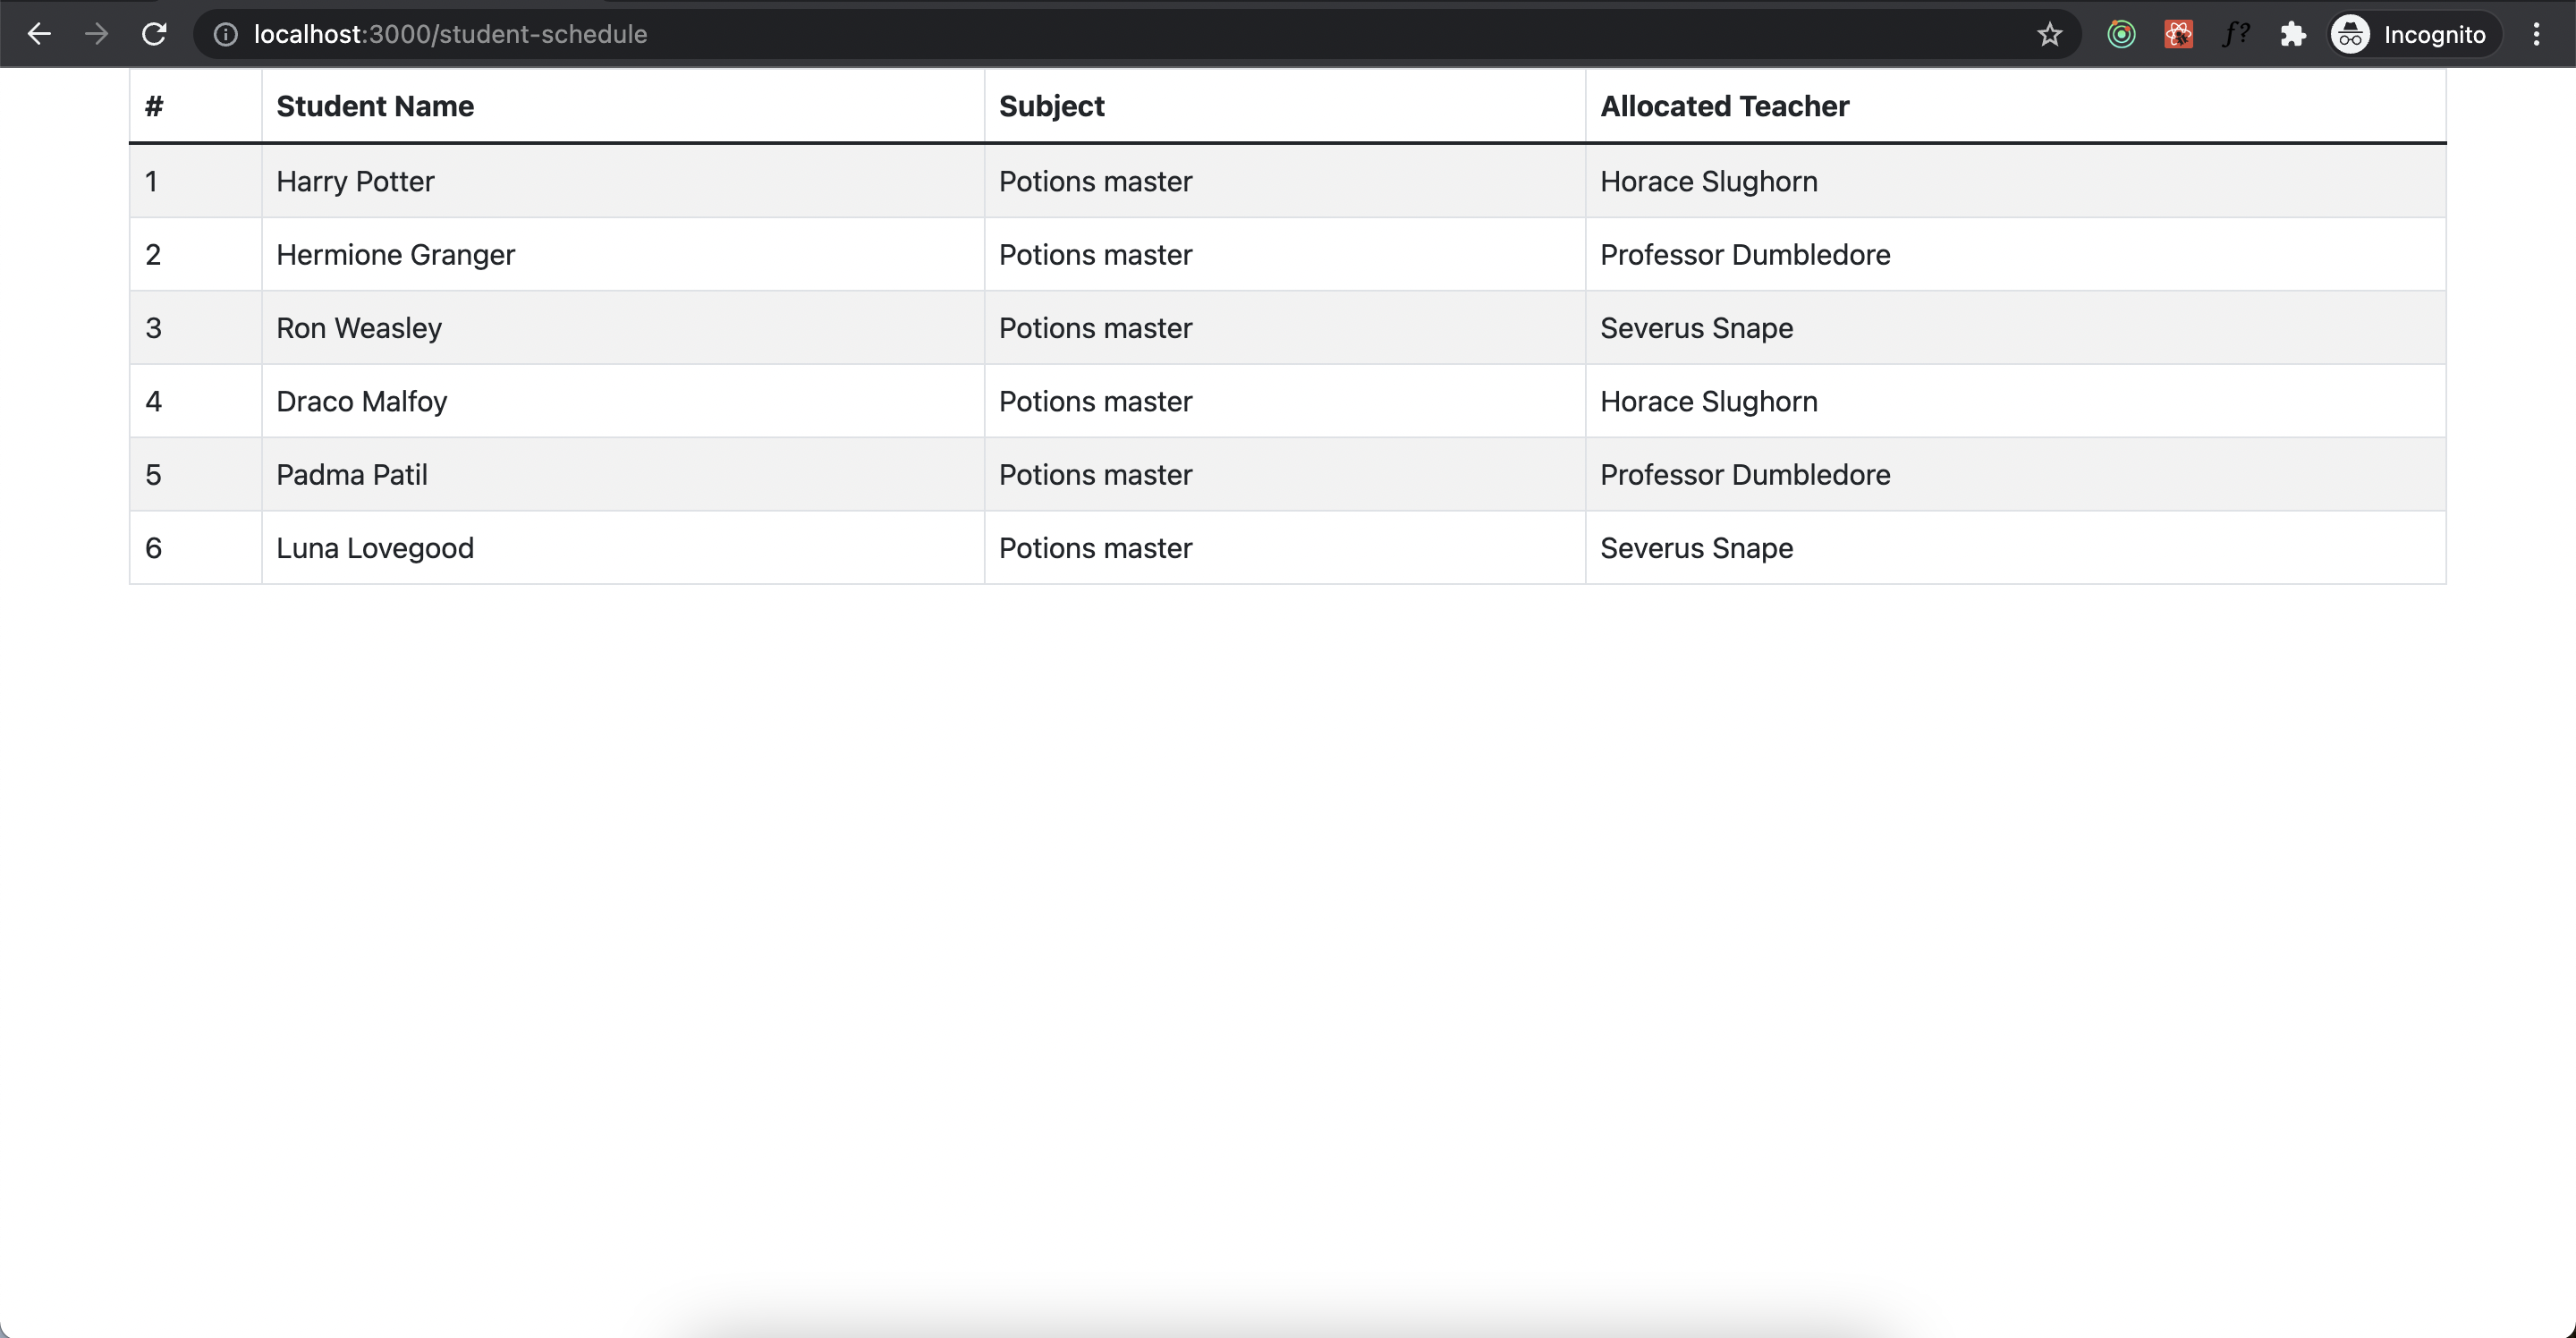 localhost:3000/student-schedule f? Incognito
# Student Name Subject Allocated Teacher
1 Harry Potter Potions master Horace Slughorn
2 Hermione Granger Potions master Professor Dumbledore
3 Ron Weasley Potions master Severus Snape
4 Draco Malfoy Potions master Horace Slughorn
5 Padma Patil Potions master Professor Dumbledore
6 Luna Lovegood Potions master Severus Snape